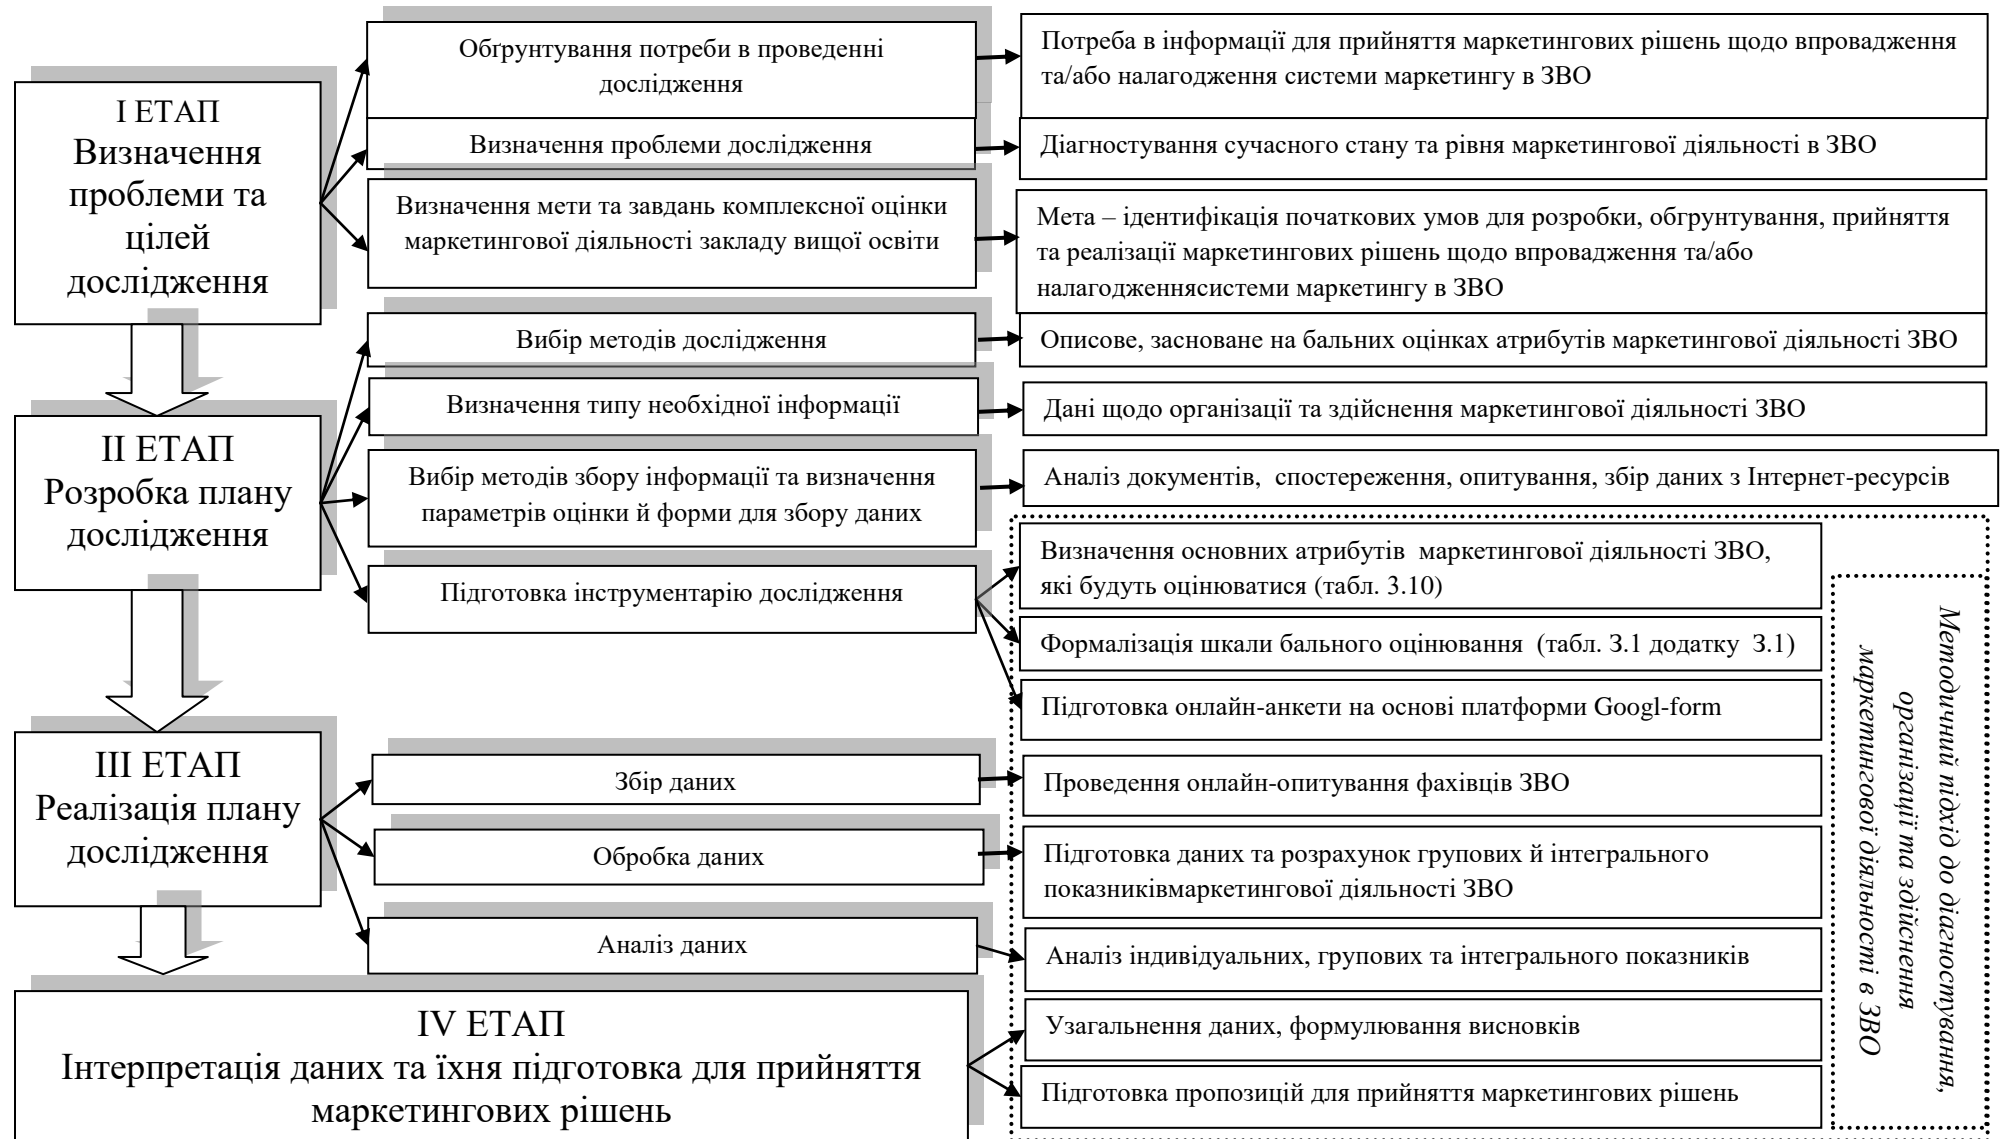 І ЕТАП
Визначення
проблеми та
цілей
дослідження
Обґрунтування потреби в проведенні
дослідження
Потреба в інформації для прийняття маркетингових рішень щодо впровадження
та/або налагодження системи маркетингу в ЗВО
Визначення проблеми дослідження
Діагностування сучасного стану та рівня маркетингової діяльності в ЗВО
Визначення мети та завдань комплексної оцінки
маркетингової діяльності закладу вищої освіти
Мета – ідентифікація початкових умов для розробки, обґрунтування, прийняття
та реалізації маркетингових рішень щодо впровадження та/або
налагодженнясистеми маркетингу в ЗВО
ІІ ЕТАП
Розробка плану
дослідження
Вибір методів дослідження
Описове, засноване на бальних оцінках атрибутів маркетингової діяльності ЗВО
Визначення типу необхідної інформації
Дані щодо організації та здійснення маркетингової діяльності ЗВО
Вибір методів збору інформації та визначення
параметрів оцінки й форми для збору даних
Аналіз документів,  спостереження, опитування, збір даних з Інтернет-ресурсів
Підготовка інструментарію дослідження
Визначення основних атрибутів  маркетингової діяльності ЗВО,
які будуть оцінюватися (табл. 3.10)
Формалізація шкали бального оцінювання  (табл. З.1 додатку  З.1)
Підготовка онлайн-анкети на основі платформи Googl-form
ІІІ ЕТАП
Реалізація плану
дослідження
Збір даних
Проведення онлайн-опитування фахівців ЗВО
Обробка даних
Підготовка даних та розрахунок групових й інтегрального
показниківмаркетингової діяльності ЗВО
Аналіз даних
Аналіз індивідуальних, групових та інтегрального показників
IV ЕТАП
Інтерпретація даних та їхня підготовка для прийняття
маркетингових рішень
Узагальнення даних, формулювання висновків
Підготовка пропозицій для прийняття маркетингових рішень
Методичний підхід до діагностування,
організації та здійснення
маркетингової діяльності в ЗВО